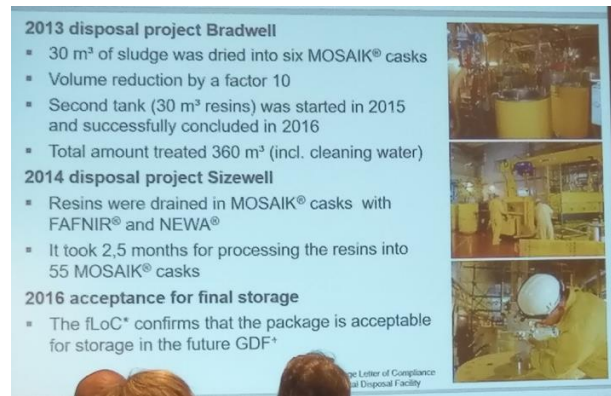 2013 disposal project Bradwell
▪ 30 m³ of sludge was dried into six MOSAIK® casks
▪ Volume reduction by a factor 10
▪ Second tank (30 m³ resins) was started in 2015
and successfully concluded in 2016
▪ Total amount treated 360 m³ (incl. cleaning water)
2014 disposal project Sizewell
▪ Resins were drained in MOSAIK® casks with
FAFNIR® and NEWA®
▪ It took 2,5 months for processing the resins into
55 MOSAIK® casks
2016 acceptance for final storage
▪ The fLoC* confirms that the package is acceptable
for storage in the future GDF⁺
Letter of Compliance
Disposal Facility